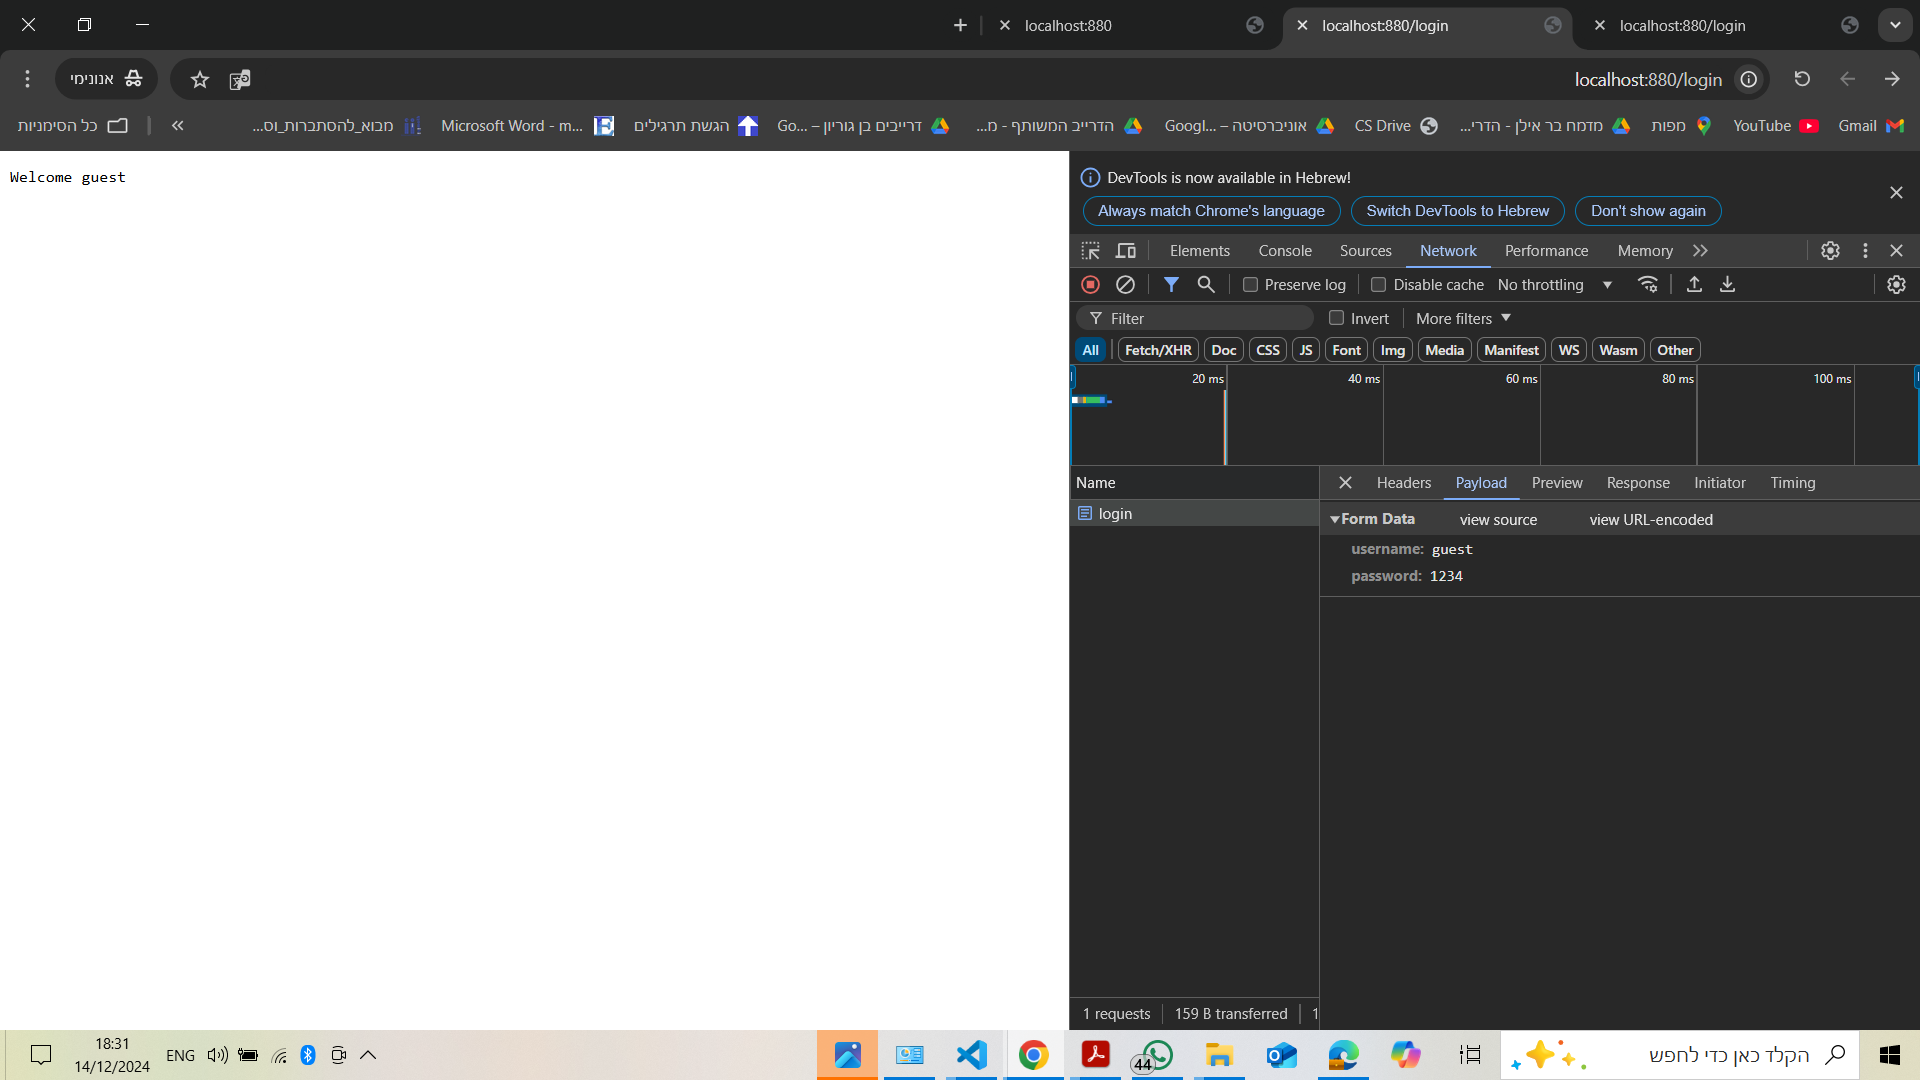 localhost:880
localhost:880/login
localhost:880/login
אנונימי
localhost:880/login
Gmail
YouTube
מפות
מדמח בר אילן - הדרי...
CS Drive
אוניברסיטה – Googl...
הדרייב המשותף - מ...
דרייבים בן גוריון – Go...
הגשת תרגילים
Microsoft Word - m...
מבוא_להסתברות_וס...
כל הסימניות
Welcome guest
DevTools is now available in Hebrew!
Always match Chrome's language
Switch DevTools to Hebrew
Don't show again
Elements
Console
Sources
Network
Performance
Memory
Preserve log
Disable cache
No throttling
Filter
Invert
More filters
All
Fetch/XHR
Doc
CSS
JS
Font
Img
Media
Manifest
WS
Wasm
Other
20 ms
40 ms
60 ms
80 ms
100 ms
Name
Headers
Payload
Preview
Response
Initiator
Timing
login
Form Data
view source
view URL-encoded
username: guest
password: 1234
1 requests
159 B transferred
1
18:31
14/12/2024
ENG
44
הקלד כאן כדי לחפש